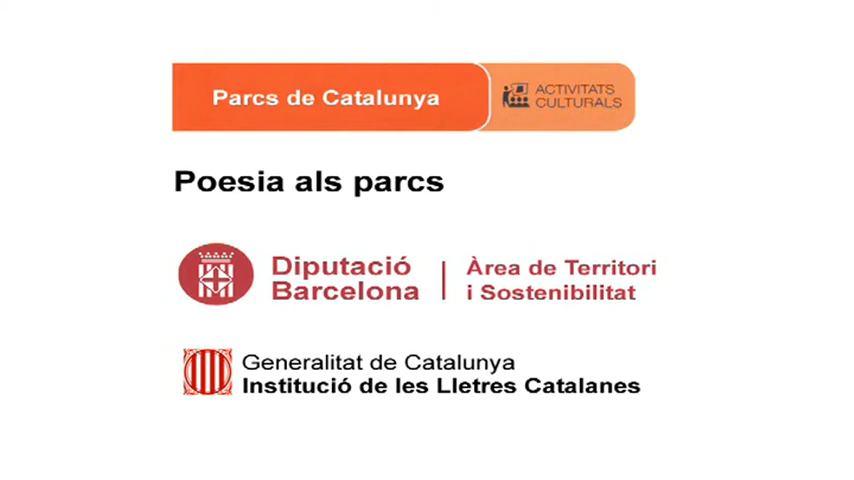 Parcs de Catalunya
ACTIVITATS
CULTURALS
Poesia als parcs
Diputació
Barcelona
Àrea de Territori
i Sostenibilitat
Generalitat de Catalunya
Institució de les Lletres Catalanes